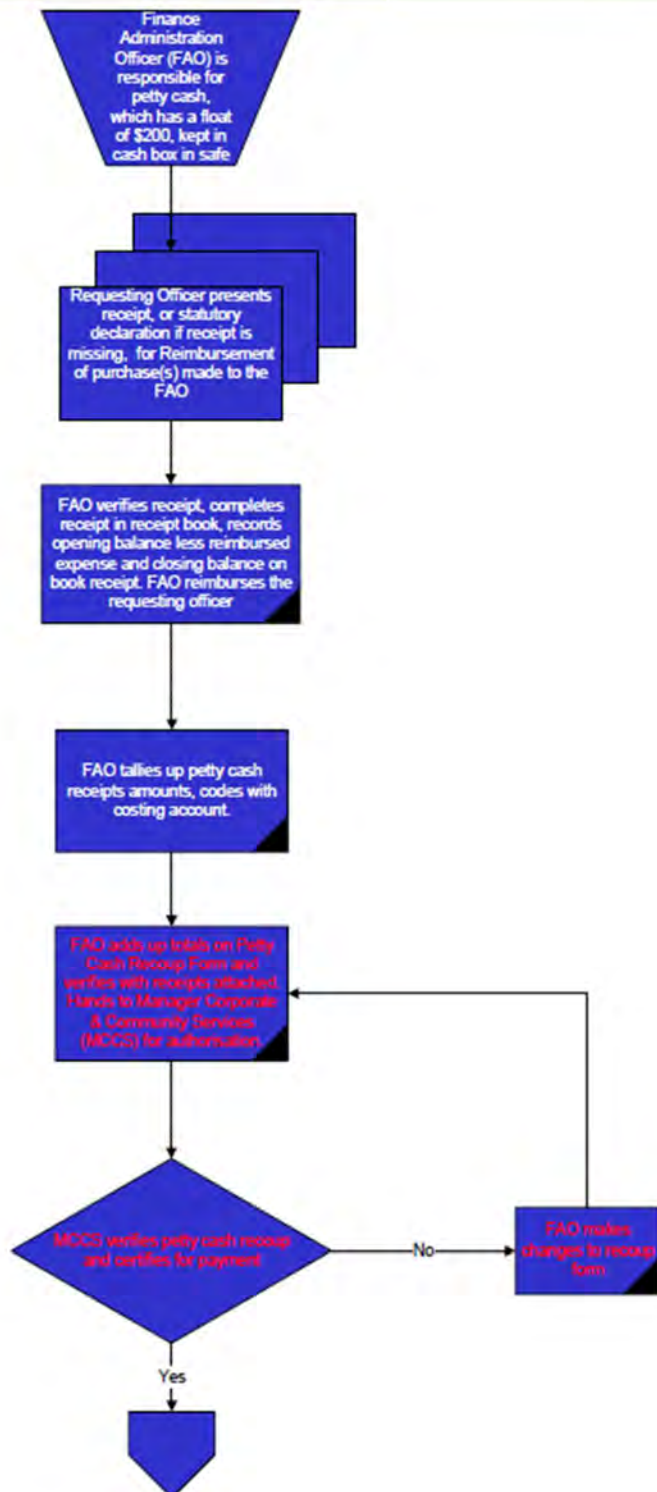 Finance
Administration
Officer (FAO) is
responsible for
petty cash,
which has a float
of $200, kept in
cash box in safe
Requesting Officer presents
receipt, or statutory
declaration if receipt is
missing, for Reimbursement
of purchase(s) made to the
FAO
FAO verifies receipt, completes
receipt in receipt book, records
opening balance less reimbursed
expense and closing balance on
book receipt. FAO reimburses the
requesting officer
FAO tallies up petty cash
receipts amounts, codes with
costing account.
FAO adds up totals on Petty
Cash Recoup Form and
verifies with receipts attached.
Hands to Manager Corporate
& Community Services
(MCCS) for authorisation
MCCS verifies petty cash recoup
and certifies for payment
No
FAO makes
changes to recoup
form
Yes